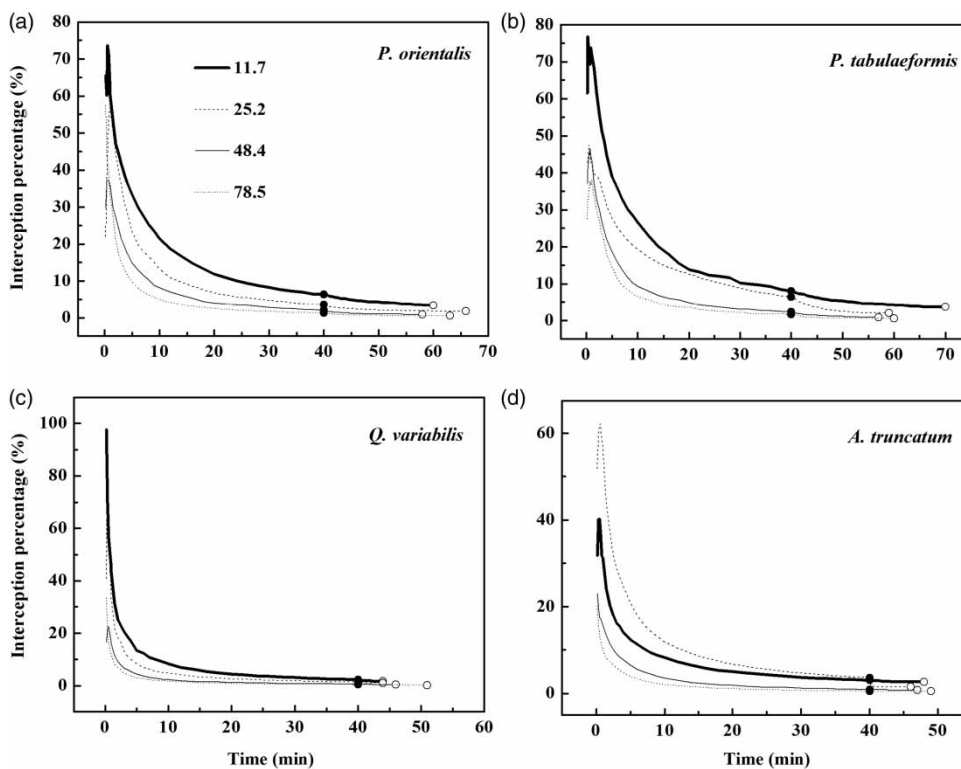 (a)
80
70
60
50
40
30
20
10
0
Interception percentage (%)
P. orientalis
11.7
25.2
48.4
78.5
0 10 20 30 40 50 60 70
(b)
80
70
60
50
40
30
20
10
0
P. tabulaeformis
0 10 20 30 40 50 60 70
(c)
100
80
60
40
20
0
Interception percentage (%)
Q. variabilis
0 10 20 30 40 50 60
Time (min)
(d)
60
40
20
0
A. truncatum
0 10 20 30 40 50
Time (min)